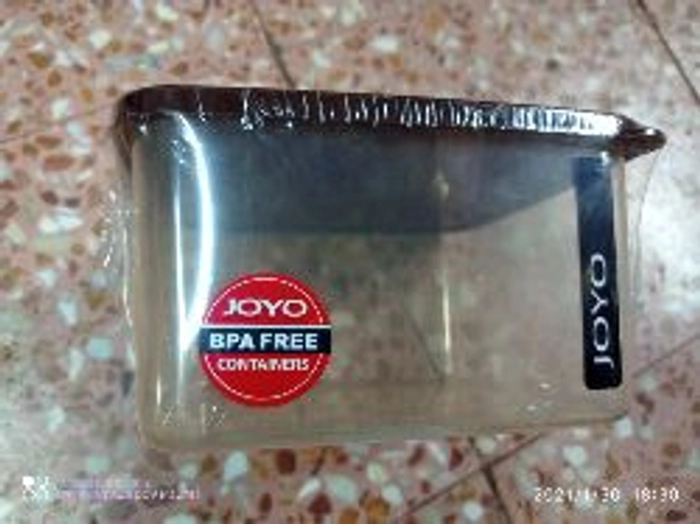 JOYO
BPA FREE
CONTAINERS
JOYO
2021/1/30 18:30